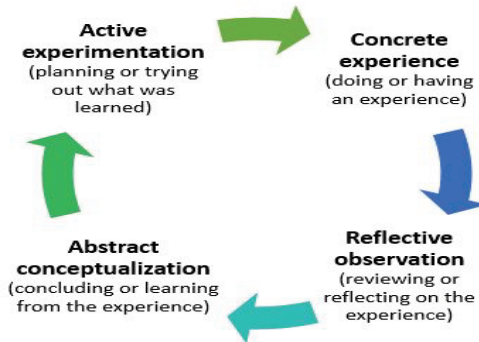 Active
experimentation
(planning or trying
out what was
learned)
Concrete
experience
(doing or having
an experience)
Reflective
observation
(reviewing or
reflecting on the
experience)
Abstract
conceptualization
(concluding or learning
from the experience)